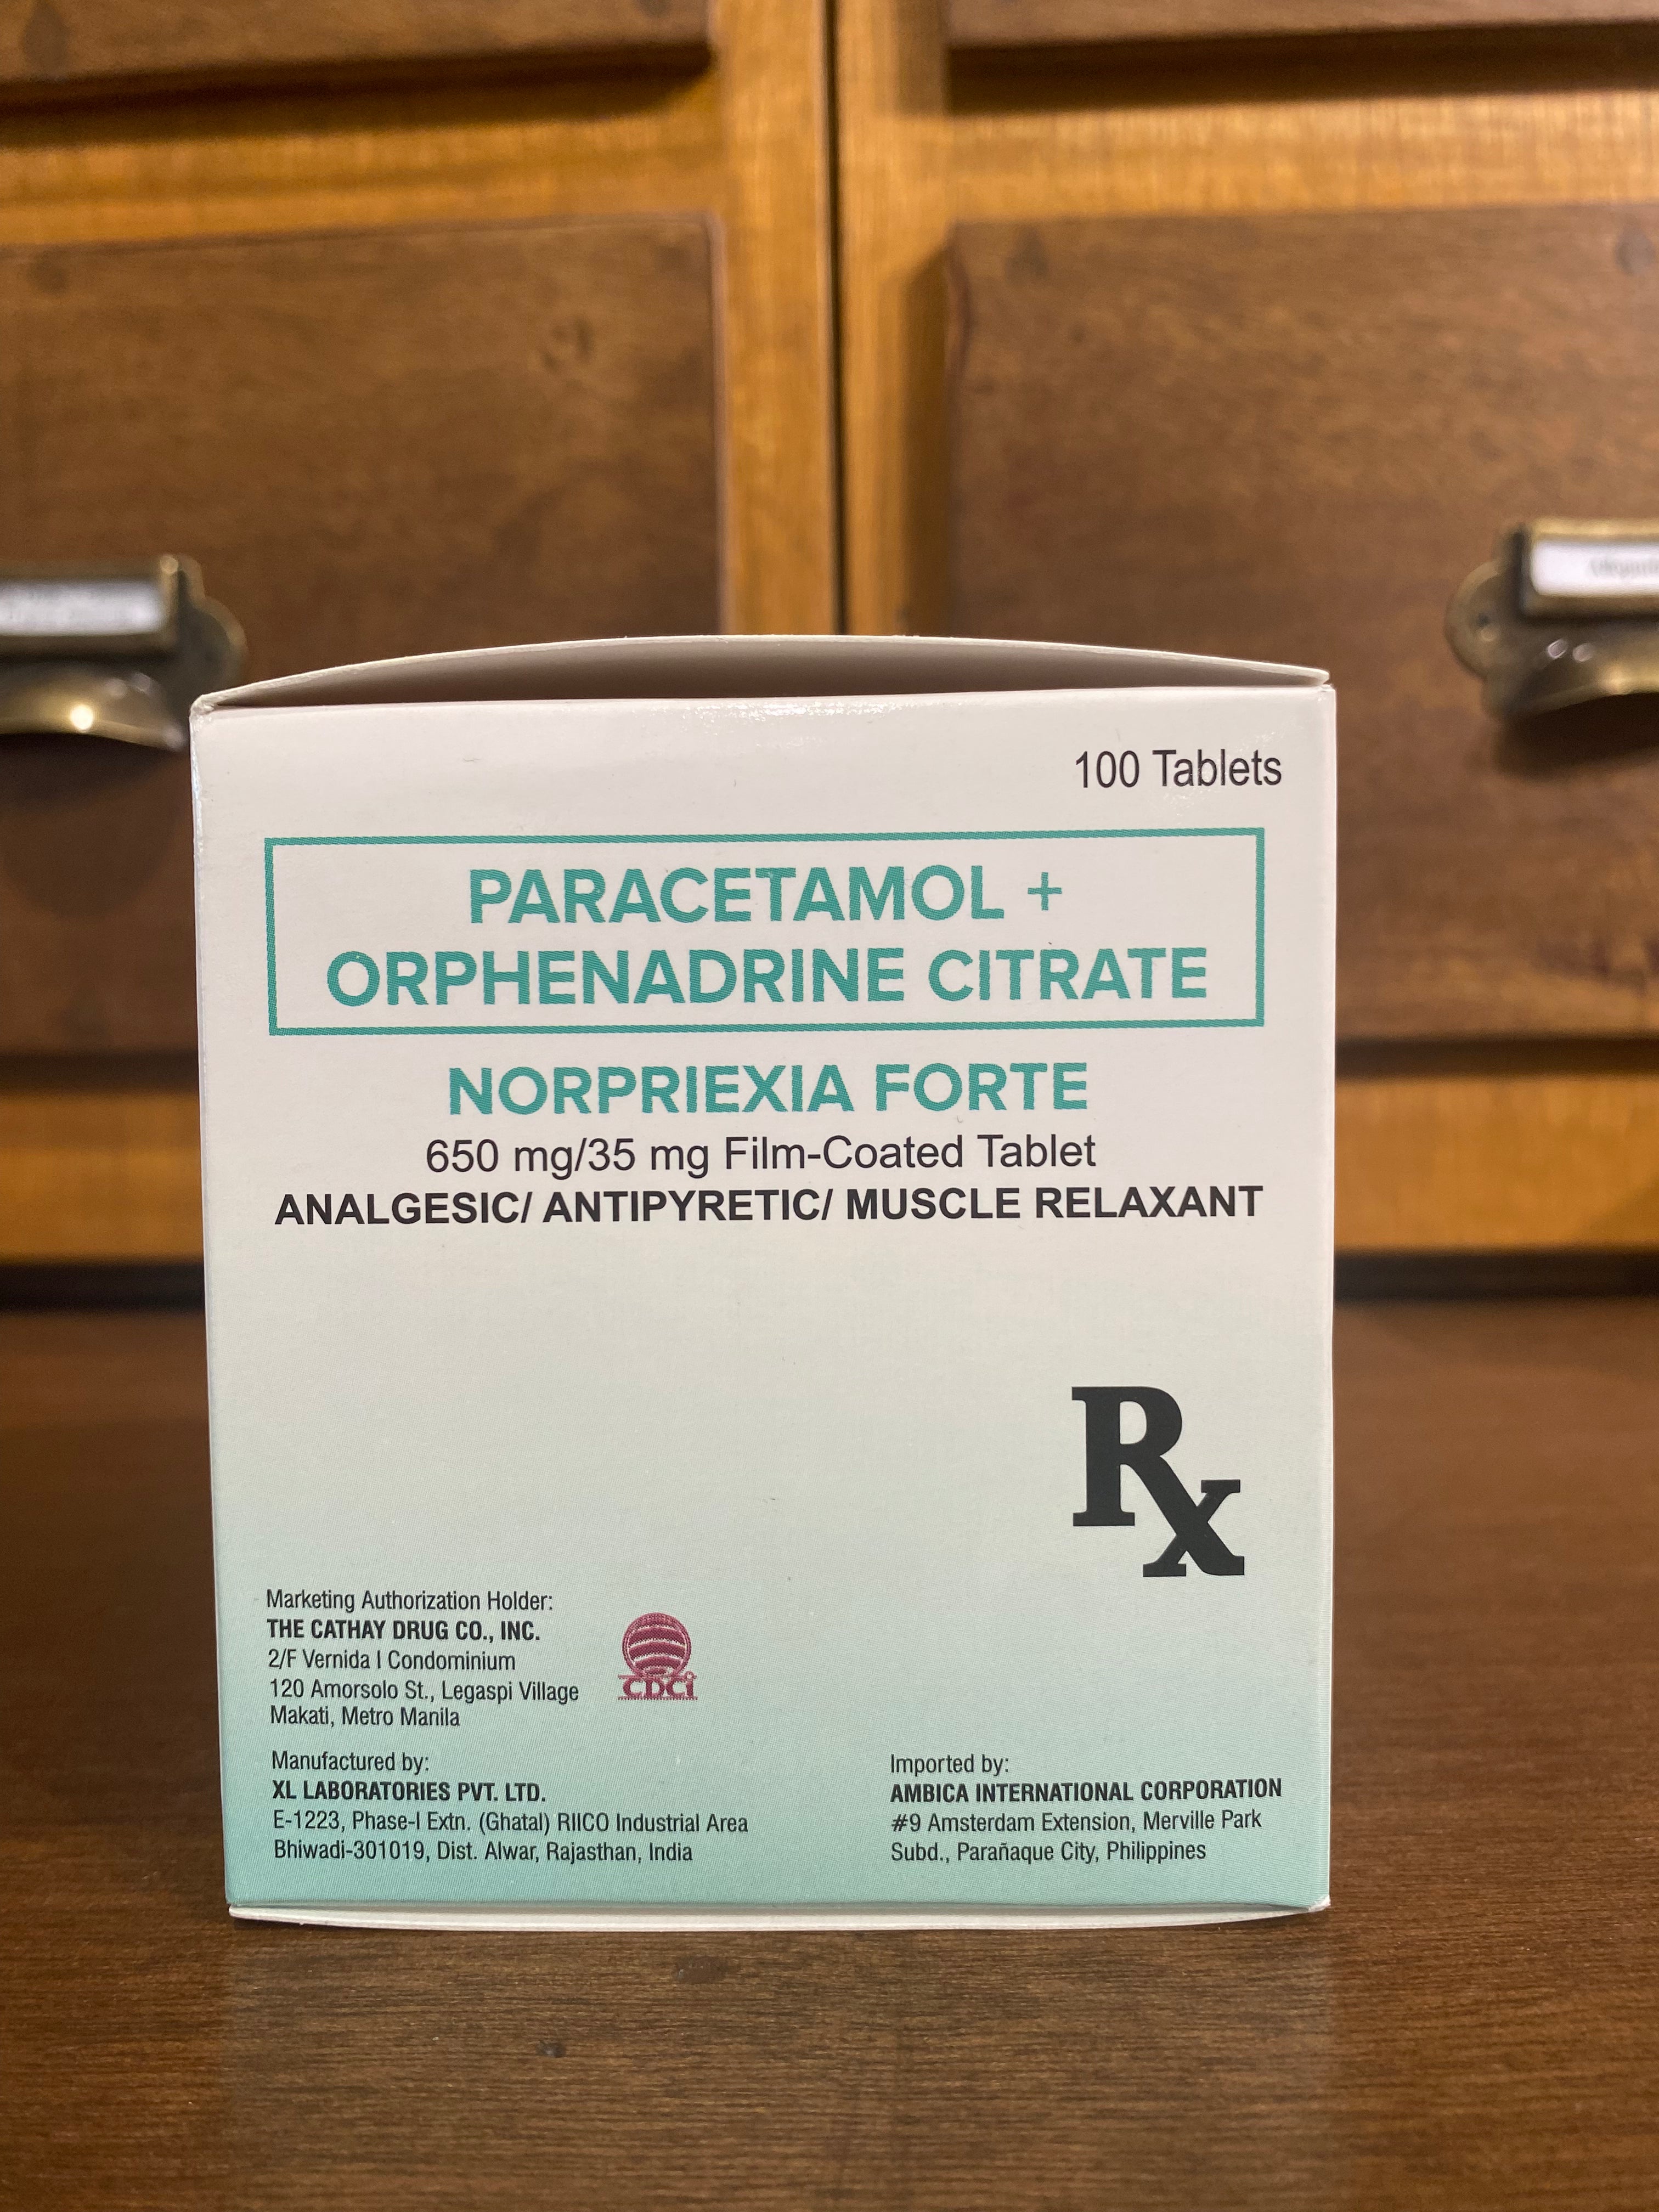 100 Tablets
PARACETAMOL +
ORPHENADRINE CITRATE
NORPRIEXIA FORTE
650 mg/35 mg Film-Coated Tablet
ANALGESIC/ ANTIPYRETIC/ MUSCLE RELAXANT
Rx
Marketing Authorization Holder:
THE CATHAY DRUG CO., INC.
2/F Vernida I Condominium
120 Amorsolo St., Legaspi Village
Makati, Metro Manila
CDCi
Manufactured by:
XL LABORATORIES PVT. LTD.
E-1223, Phase-I Extn. (Ghatal) RIICO Industrial Area
Bhiwadi-301019, Dist. Alwar, Rajasthan, India
Imported by:
AMBICA INTERNATIONAL CORPORATION
#9 Amsterdam Extension, Merville Park
Subd., Parañaque City, Philippines